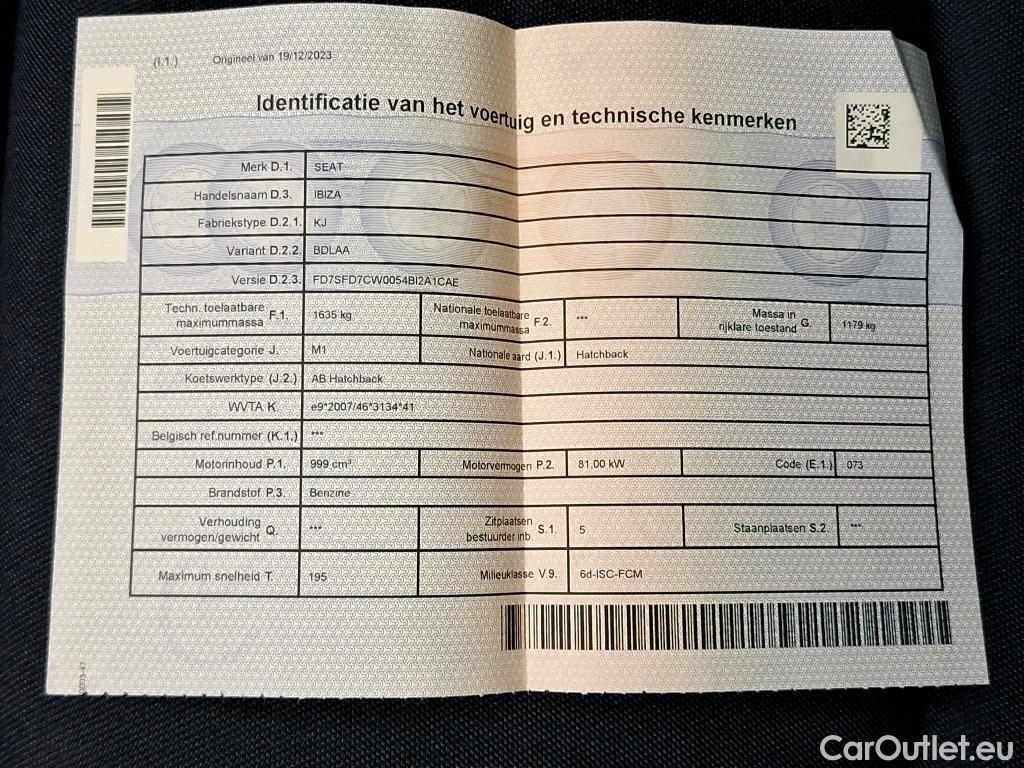 (I.1.) Origineel van 19/12/2023
Identificatie van het voertuig en technische kenmerken
Merk D.1. SEAT
Handelsnaam D.3. IBIZA
Fabriekstype D.2.1. KJ
Variant D.2.2. BDLAA
Versie D.2.3. FD7SFD7CW0054BI2A1CAE
Techn. toelaatbare maximummassa F.1. 1635 kg Nationale toelaatbare maximummassa F.2. *** Massa in rijklare toestand G. 1179 kg
Voertuigcategorie J. M1 Nationale aard (J.1.) Hatchback
Koetswerktype (J.2.) AB Hatchback
WVTA K. e9*2007/46*3134*41
Belgisch ref.nummer (K.1.) ***
Motorinhoud P.1. 999 cm³ Motorvermogen P.2. 81,00 kW Code (E.1.) 073
Brandstof P.3. Benzine
Verhouding vermogen/gewicht Q. *** Zitplaatsen bestuurder inb. S.1. 5 Staanplaatsen S.2 ***
Maximum snelheid T. 195 Milieuklasse V.9. 6d-ISC-FCM
CarOutlet.eu